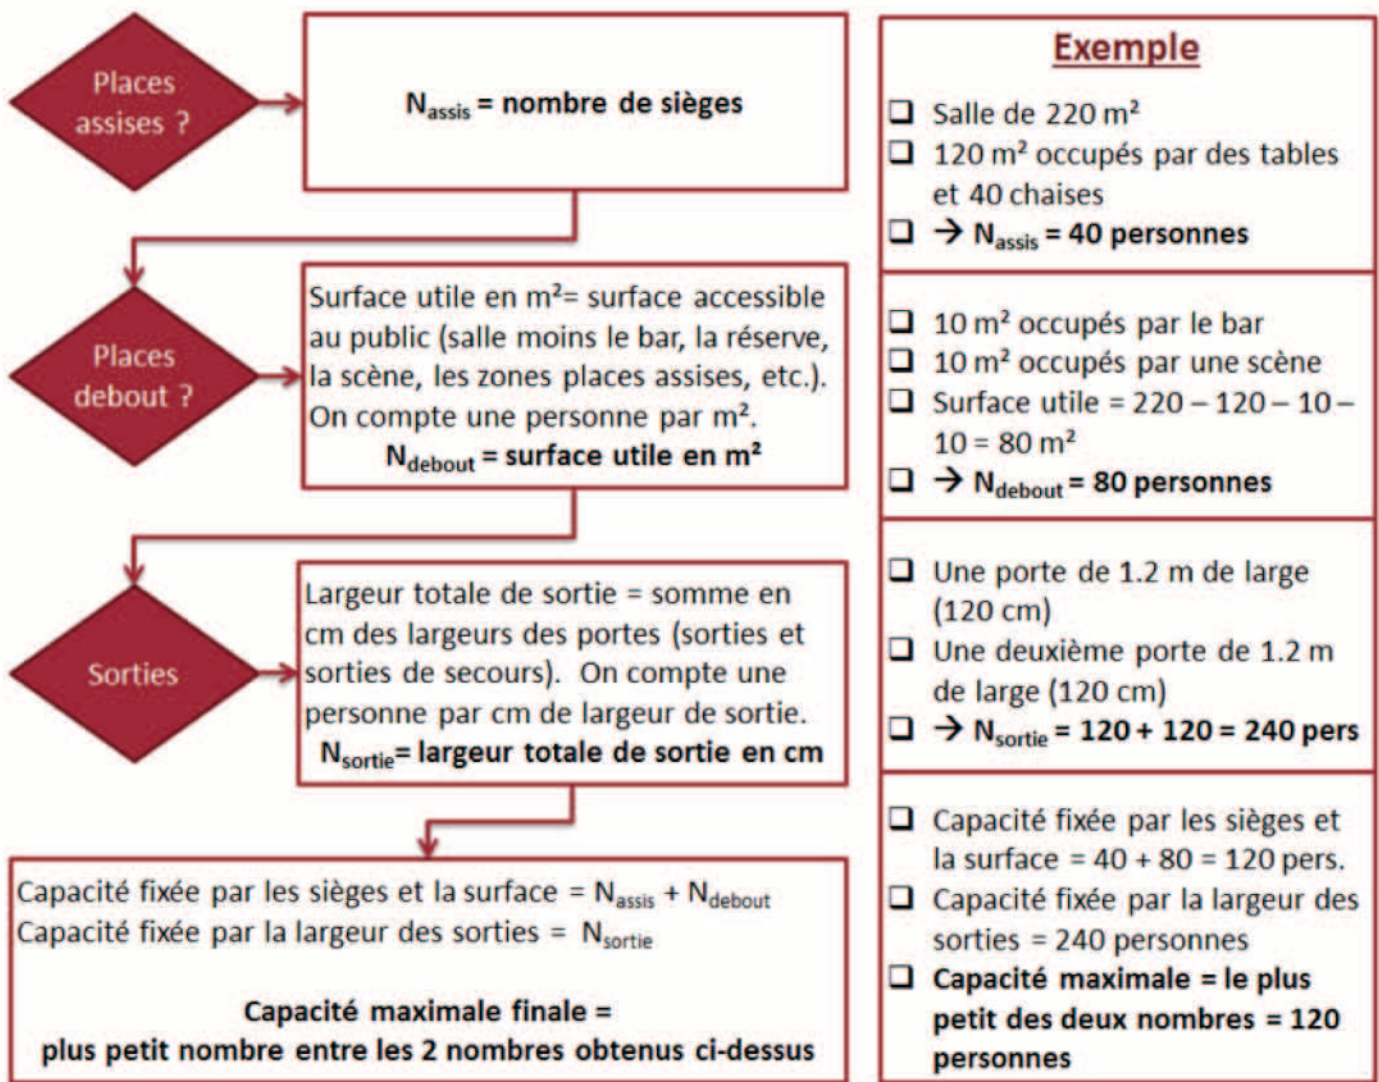 Places
assises ?
N_assis = nombre de sièges
Places
debout ?
Surface utile en m²= surface accessible
au public (salle moins le bar, la réserve,
la scène, les zones places assises, etc.).
On compte une personne par m².
N_debout = surface utile en m²
Sorties
Largeur totale de sortie = somme en
cm des largeurs des portes (sorties et
sorties de secours). On compte une
personne par cm de largeur de sortie.
N_sortie= largeur totale de sortie en cm
Capacité fixée par les sièges et la surface = N_assis + N_debout
Capacité fixée par la largeur des sorties = N_sortie
Capacité maximale finale =
plus petit nombre entre les 2 nombres obtenus ci-dessus
Exemple
❑ Salle de 220 m²
❑ 120 m² occupés par des tables
et 40 chaises
❑ → N_assis = 40 personnes
❑ 10 m² occupés par le bar
❑ 10 m² occupés par une scène
❑ Surface utile = 220 – 120 – 10 –
10 = 80 m²
❑ → N_debout = 80 personnes
❑ Une porte de 1.2 m de large
(120 cm)
❑ Une deuxième porte de 1.2 m
de large (120 cm)
❑ → N_sortie = 120 + 120 = 240 pers
❑ Capacité fixée par les sièges et
la surface = 40 + 80 = 120 pers.
❑ Capacité fixée par la largeur des
sorties = 240 personnes
❑ Capacité maximale = le plus
petit des deux nombres = 120
personnes